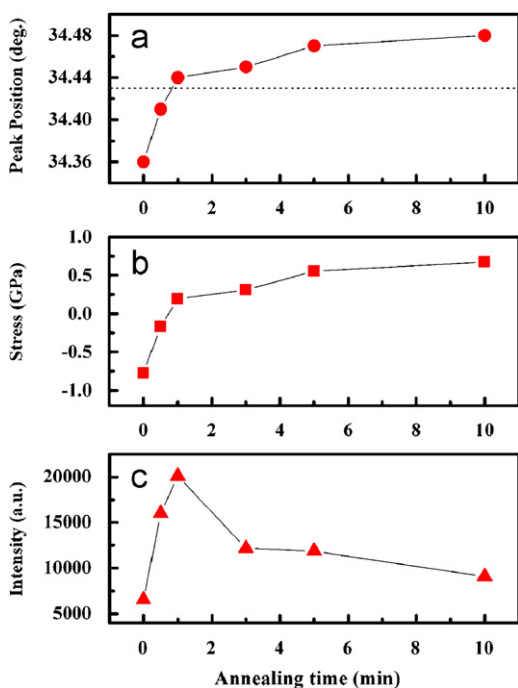 a
Peak Position (deg.)
34.48
34.44
34.40
34.36
0 2 4 6 8 10
b
Stress (GPa)
1.0
0.5
0.0
-0.5
-1.0
0 2 4 6 8 10
c
Intensity (a.u.)
20000
15000
10000
5000
0 2 4 6 8 10
Annealing time (min)